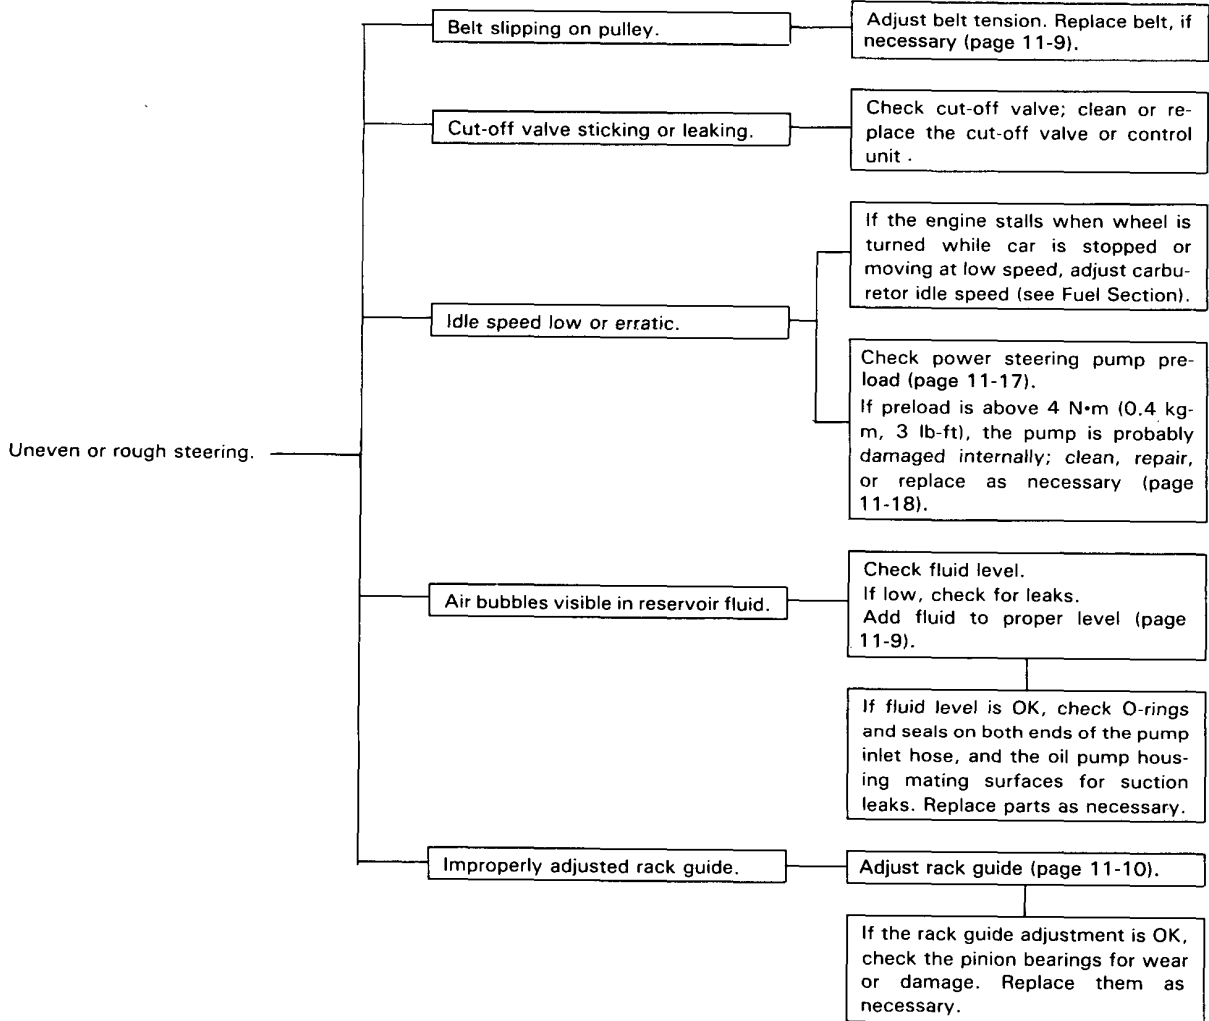 Uneven or rough steering.
Belt slipping on pulley.
Adjust belt tension. Replace belt, if
necessary (page 11-9).
Cut-off valve sticking or leaking.
Check cut-off valve; clean or re-
place the cut-off valve or control
unit .
Idle speed low or erratic.
If the engine stalls when wheel is
turned while car is stopped or
moving at low speed, adjust carbu-
retor idle speed (see Fuel Section).
Check power steering pump pre-
load (page 11-17).
If preload is above 4 N•m (0.4 kg-
m, 3 lb-ft), the pump is probably
damaged internally; clean, repair,
or replace as necessary (page
11-18).
Air bubbles visible in reservoir fluid.
Check fluid level.
If low, check for leaks.
Add fluid to proper level (page
11-9).
If fluid level is OK, check O-rings
and seals on both ends of the pump
inlet hose, and the oil pump hous-
ing mating surfaces for suction
leaks. Replace parts as necessary.
Improperly adjusted rack guide.
Adjust rack guide (page 11-10).
If the rack guide adjustment is OK,
check the pinion bearings for wear
or damage. Replace them as
necessary.